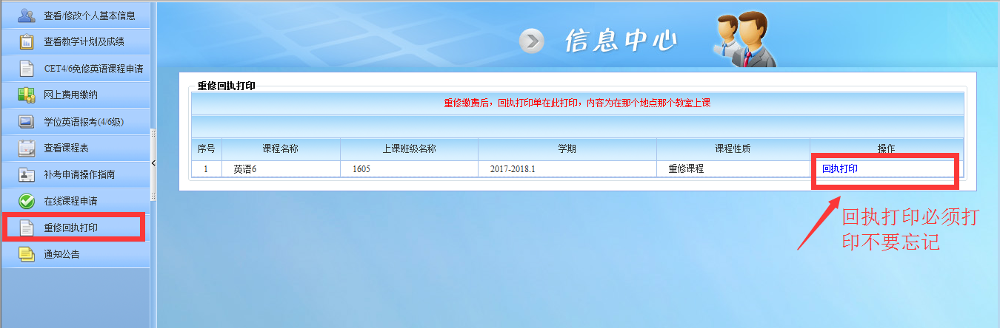 查看/修改个人基本信息
查看教学计划及成绩
CET4/6免修英语课程申请
网上费用缴纳
学位英语报考(4/6级)
查看课程表
补考申请操作指南
在线课程申请
重修回执打印
通知公告
信息中心
重修回执打印
重修缴费后，回执打印单在此打印，内容为在那个地点那个教室上课
序号 课程名称 上课班级名称 学期 课程性质 操作
1 英语6 1605 2017-2018.1 重修课程 回执打印
回执打印必须打
印不要忘记